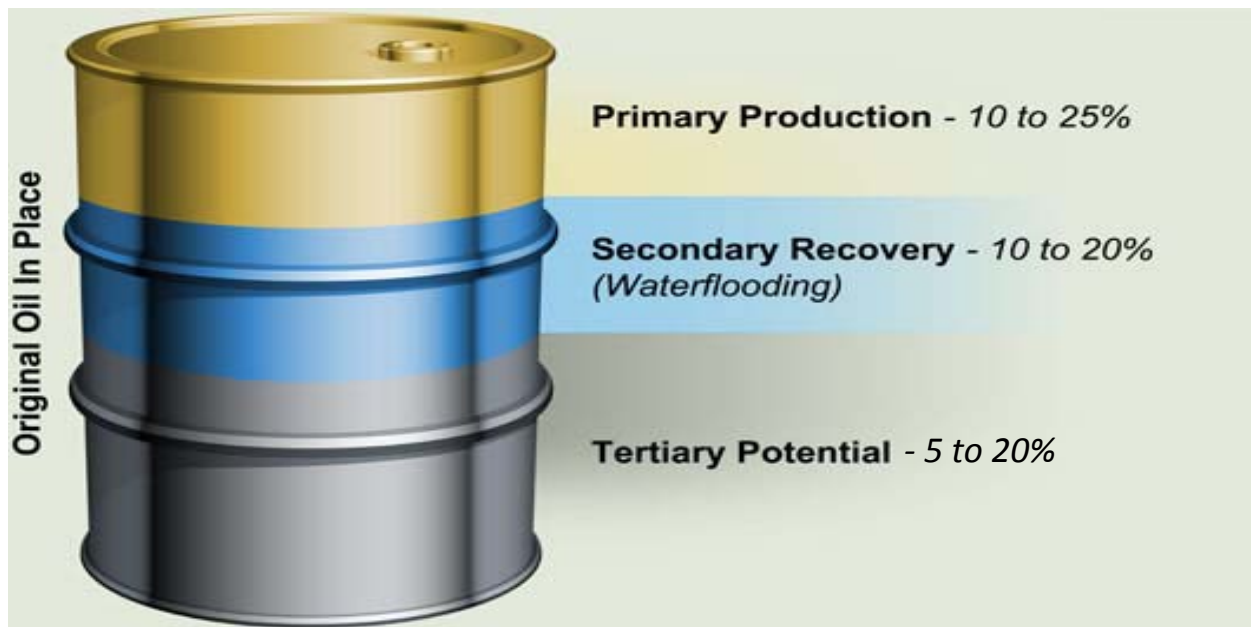 Original Oil In Place
Primary Production - 10 to 25%
Secondary Recovery - 10 to 20%
(Waterflooding)
Tertiary Potential - 5 to 20%